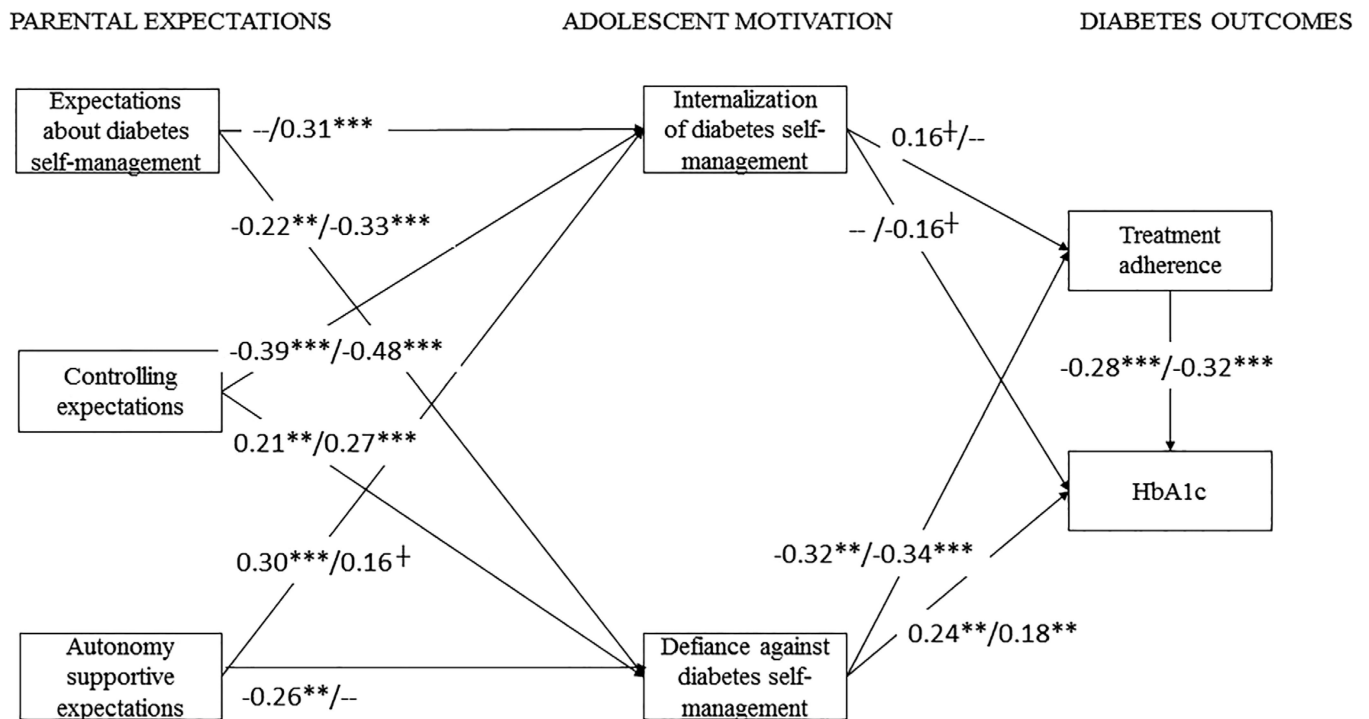 PARENTAL EXPECTATIONS
ADOLESCENT MOTIVATION
DIABETES OUTCOMES
Expectations
about diabetes
self-management
--/0.31***
Internalization
of diabetes self-
management
0.16┼/--
-0.22**/-0.33***
-- /-0.16┼
Treatment
adherence
-0.39***/-0.48***
-0.28***/-0.32***
Controlling
expectations
0.21**/0.27***
HbA1c
0.30***/0.16┼
-0.32**/-0.34***
0.24**/0.18**
Autonomy
supportive
expectations
-0.26**/--
Defiance against
diabetes self-
management